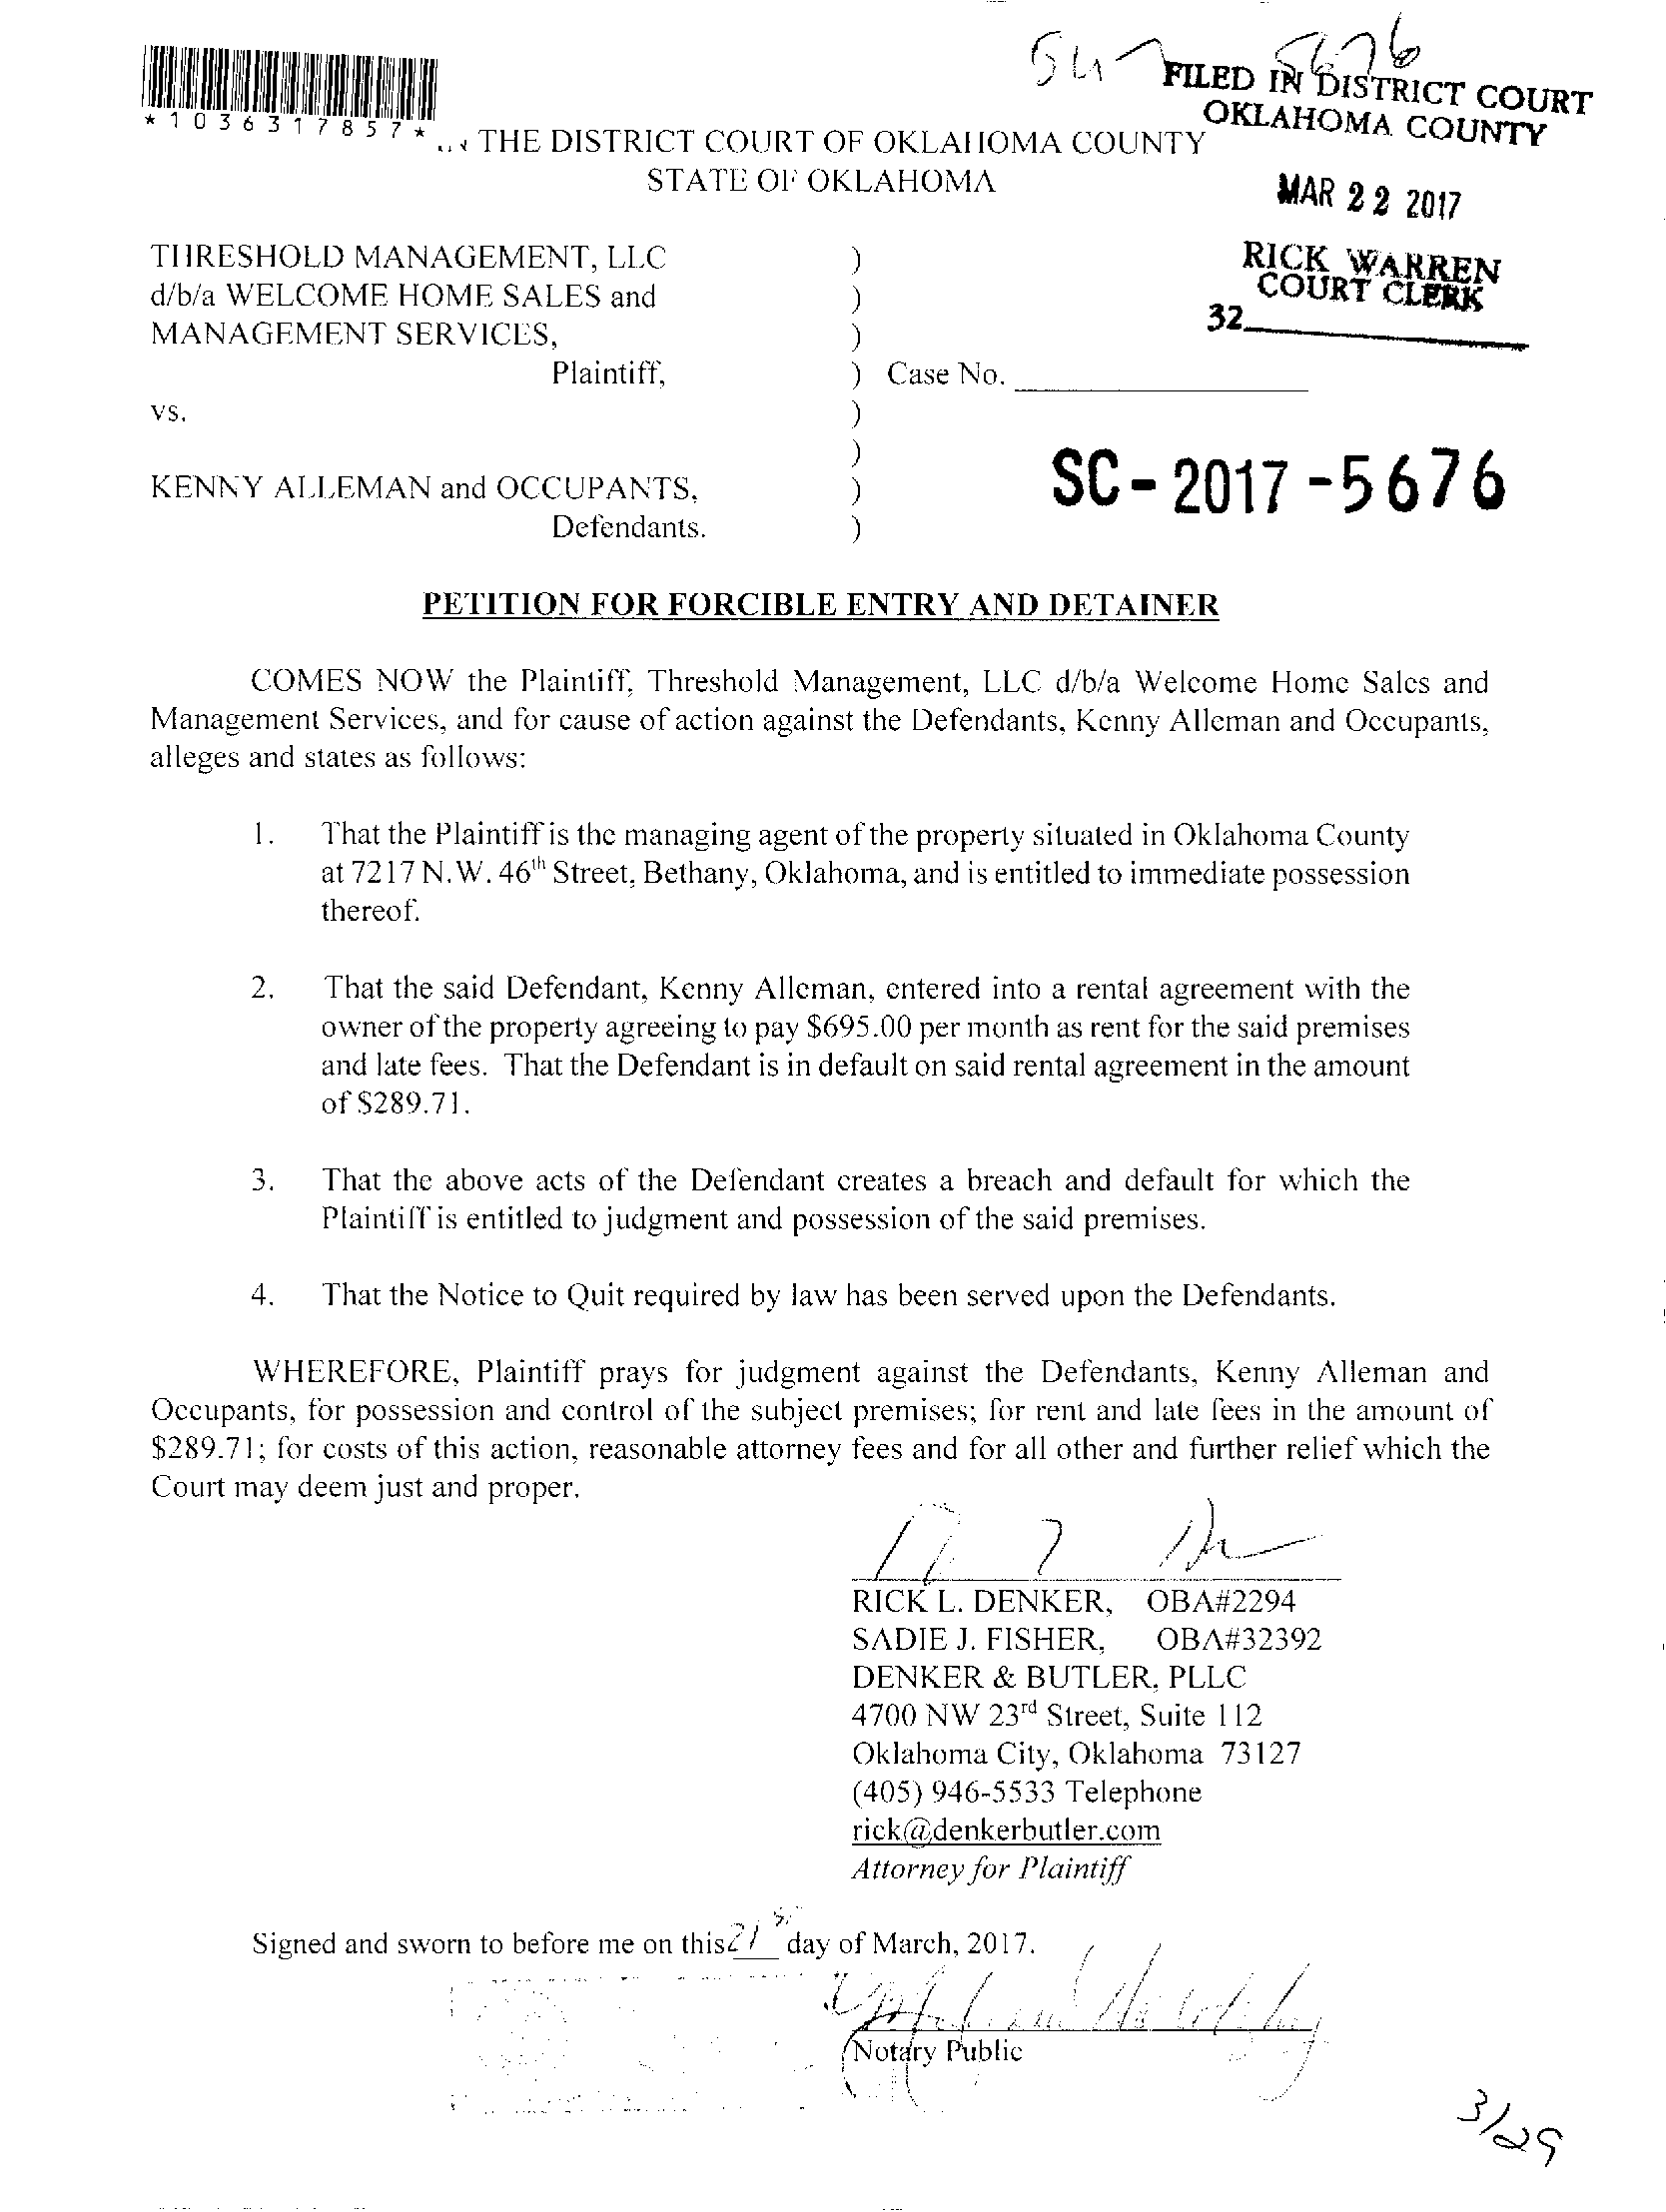 5676
FILED IN DISTRICT COURT
OKLAHOMA COUNTY
*1036317857*
THE DISTRICT COURT OF OKLAHOMA COUNTY
STATE OF OKLAHOMA
MAR 22 2017
RICK WARREN
COURT CLERK
32
THRESHOLD MANAGEMENT, LLC )
d/b/a WELCOME HOME SALES and )
MANAGEMENT SERVICES, )
Plaintiff, ) Case No.
vs. )
)
KENNY ALLEMAN and OCCUPANTS, )
Defendants. )
SC-2017-5676
PETITION FOR FORCIBLE ENTRY AND DETAINER
COMES NOW the Plaintiff, Threshold Management, LLC d/b/a Welcome Home Sales and
Management Services, and for cause of action against the Defendants, Kenny Alleman and Occupants,
alleges and states as follows:
1. That the Plaintiff is the managing agent of the property situated in Oklahoma County
at 7217 N.W. 46th Street, Bethany, Oklahoma, and is entitled to immediate possession
thereof.
2. That the said Defendant, Kenny Alleman, entered into a rental agreement with the
owner of the property agreeing to pay $695.00 per month as rent for the said premises
and late fees. That the Defendant is in default on said rental agreement in the amount
of $289.71.
3. That the above acts of the Defendant creates a breach and default for which the
Plaintiff is entitled to judgment and possession of the said premises.
4. That the Notice to Quit required by law has been served upon the Defendants.
WHEREFORE, Plaintiff prays for judgment against the Defendants, Kenny Alleman and
Occupants, for possession and control of the subject premises; for rent and late fees in the amount of
$289.71; for costs of this action, reasonable attorney fees and for all other and further relief which the
Court may deem just and proper.
RICK L. DENKER, OBA#2294
SADIE J. FISHER, OBA#32392
DENKER & BUTLER, PLLC
4700 NW 23rd Street, Suite 112
Oklahoma City, Oklahoma 73127
(405) 946-5533 Telephone
rick@denkerbutler.com
Attorney for Plaintiff
Signed and sworn to before me on this 21st day of March, 2017.
Notary Public
3/29